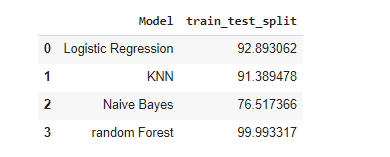 Model train_test_split
0 Logistic Regression 92.893062
1 KNN 91.389478
2 Naive Bayes 76.517366
3 random Forest 99.993317